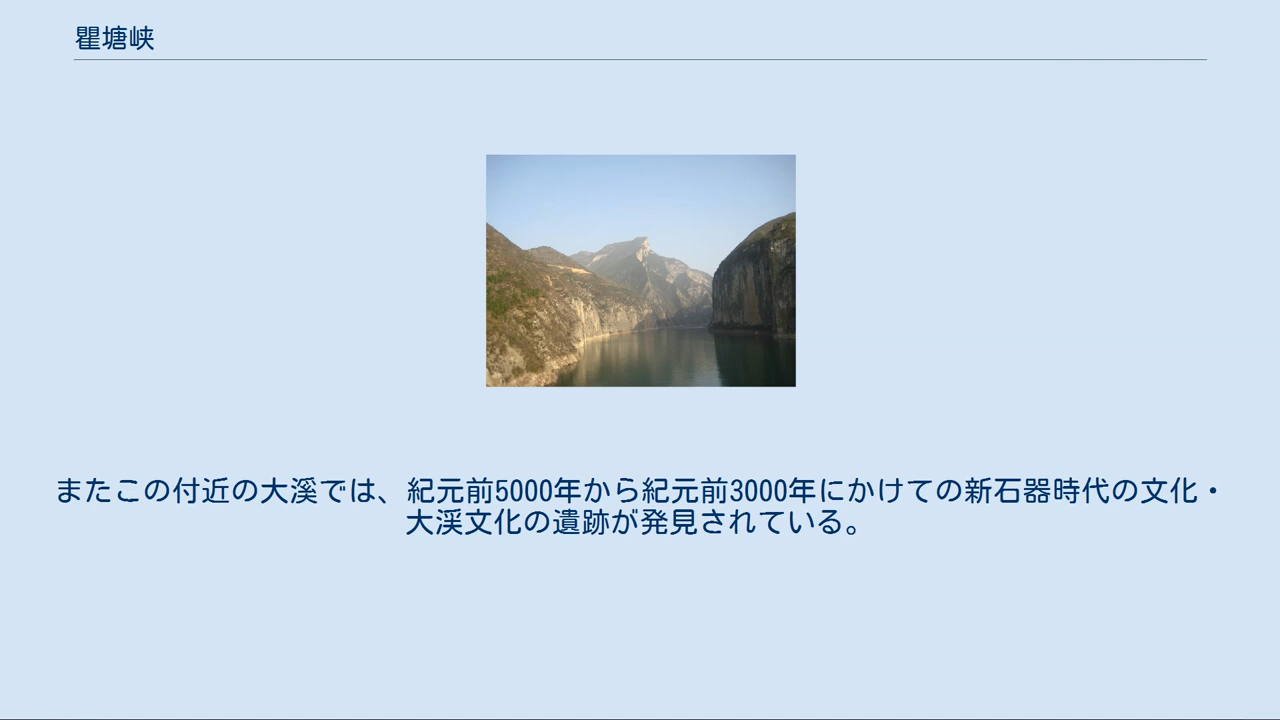 瞿塘峡
またこの付近の大溪では、紀元前5000年から紀元前3000年にかけての新石器時代の文化・
大渓文化の遺跡が発見されている。